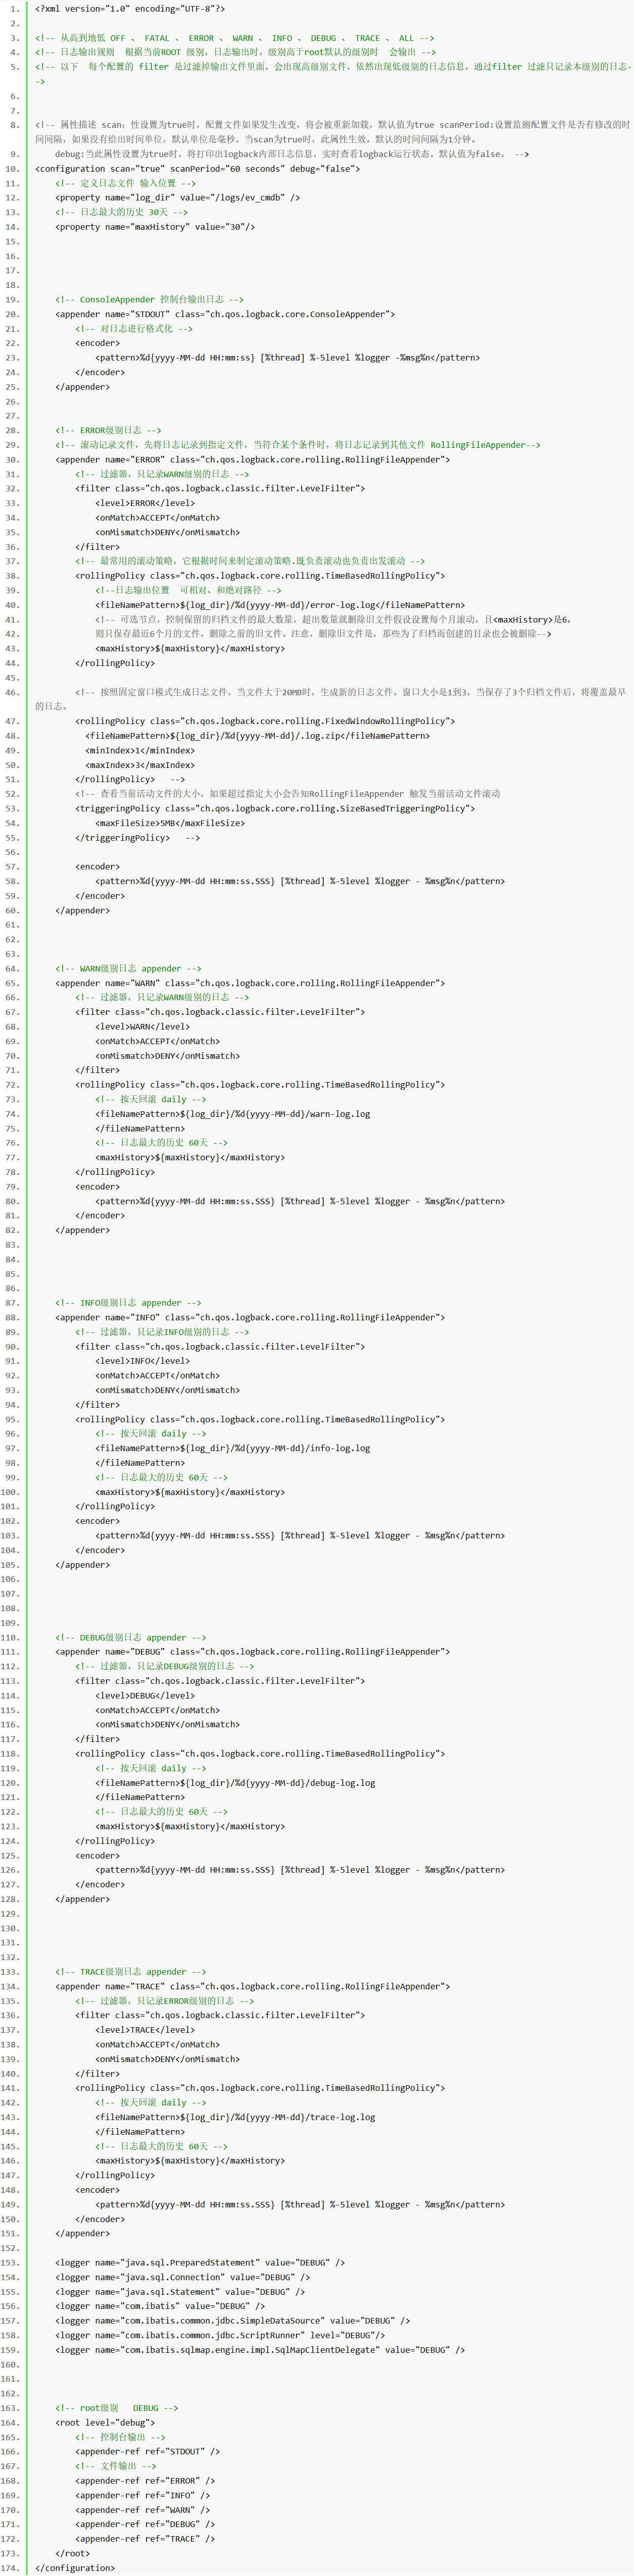 1. <?xml version="1.0" encoding="UTF-8"?>
2.
3. <!-- 从高到地低 OFF 、 FATAL 、 ERROR 、 WARN 、 INFO 、 DEBUG 、 TRACE 、 ALL -->
4. <!-- 日志输出规则  根据当前ROOT 级别，日志输出时，级别高于root默认的级别时  会输出 -->
5. <!-- 以下  每个配置的 filter 是过滤掉输出文件里面，会出现高级别文件，依然出现低级别的日志信息，通过filter 过滤只记录本级别的日志-
->
6.
7.
8. <!-- 属性描述 scan：性设置为true时，配置文件如果发生改变，将会被重新加载，默认值为true scanPeriod:设置监测配置文件是否有修改的时
间间隔，如果没有给出时间单位，默认单位是毫秒。当scan为true时，此属性生效。默认的时间间隔为1分钟。
9.     debug:当此属性设置为true时，将打印出logback内部日志信息，实时查看logback运行状态。默认值为false。 -->
10. <configuration scan="true" scanPeriod="60 seconds" debug="false">
11.     <!-- 定义日志文件 输入位置 -->
12.     <property name="log_dir" value="/logs/ev_cmdb" />
13.     <!-- 日志最大的历史 30天 -->
14.     <property name="maxHistory" value="30"/>
15.
16.
17.
18.
19.     <!-- ConsoleAppender 控制台输出日志 -->
20.     <appender name="STDOUT" class="ch.qos.logback.core.ConsoleAppender">
21.         <!-- 对日志进行格式化 -->
22.         <encoder>
23.             <pattern>%d{yyyy-MM-dd HH:mm:ss} [%thread] %-5level %logger -%msg%n</pattern>
24.         </encoder>
25.     </appender>
26.
27.
28.     <!-- ERROR级别日志 -->
29.     <!-- 滚动记录文件，先将日志记录到指定文件，当符合某个条件时，将日志记录到其他文件 RollingFileAppender-->
30.     <appender name="ERROR" class="ch.qos.logback.core.rolling.RollingFileAppender">
31.         <!-- 过滤器，只记录WARN级别的日志 -->
32.         <filter class="ch.qos.logback.classic.filter.LevelFilter">
33.             <level>ERROR</level>
34.             <onMatch>ACCEPT</onMatch>
35.             <onMismatch>DENY</onMismatch>
36.         </filter>
37.         <!-- 最常用的滚动策略，它根据时间来制定滚动策略.既负责滚动也负责出发滚动 -->
38.         <rollingPolicy class="ch.qos.logback.core.rolling.TimeBasedRollingPolicy">
39.             <!--日志输出位置  可相对、和绝对路径 -->
40.             <fileNamePattern>${log_dir}/%d{yyyy-MM-dd}/error-log.log</fileNamePattern>
41.             <!-- 可选节点，控制保留的归档文件的最大数量，超出数量就删除旧文件假设设置每个月滚动，且<maxHistory>是6，
42.             则只保存最近6个月的文件，删除之前的旧文件。注意，删除旧文件是，那些为了归档而创建的目录也会被删除-->
43.             <maxHistory>${maxHistory}</maxHistory>
44.         </rollingPolicy>
45.
46.         <!-- 按照固定窗口模式生成日志文件，当文件大于20MB时，生成新的日志文件。窗口大小是1到3，当保存了3个归档文件后，将覆盖最早
的日志。
47.         <rollingPolicy class="ch.qos.logback.core.rolling.FixedWindowRollingPolicy">
48.           <fileNamePattern>${log_dir}/%d{yyyy-MM-dd}/.log.zip</fileNamePattern>
49.           <minIndex>1</minIndex>
50.           <maxIndex>3</maxIndex>
51.         </rollingPolicy>   -->
52.         <!-- 查看当前活动文件的大小，如果超过指定大小会告知RollingFileAppender 触发当前活动文件滚动
53.         <triggeringPolicy class="ch.qos.logback.core.rolling.SizeBasedTriggeringPolicy">
54.             <maxFileSize>5MB</maxFileSize>
55.         </triggeringPolicy>   -->
56.
57.         <encoder>
58.             <pattern>%d{yyyy-MM-dd HH:mm:ss.SSS} [%thread] %-5level %logger - %msg%n</pattern>
59.         </encoder>
60.     </appender>
61.
62.
63.
64.     <!-- WARN级别日志 appender -->
65.     <appender name="WARN" class="ch.qos.logback.core.rolling.RollingFileAppender">
66.         <!-- 过滤器，只记录WARN级别的日志 -->
67.         <filter class="ch.qos.logback.classic.filter.LevelFilter">
68.             <level>WARN</level>
69.             <onMatch>ACCEPT</onMatch>
70.             <onMismatch>DENY</onMismatch>
71.         </filter>
72.         <rollingPolicy class="ch.qos.logback.core.rolling.TimeBasedRollingPolicy">
73.             <!-- 按天回滚 daily -->
74.             <fileNamePattern>${log_dir}/%d{yyyy-MM-dd}/warn-log.log
75.             </fileNamePattern>
76.             <!-- 日志最大的历史 60天 -->
77.             <maxHistory>${maxHistory}</maxHistory>
78.         </rollingPolicy>
79.         <encoder>
80.             <pattern>%d{yyyy-MM-dd HH:mm:ss.SSS} [%thread] %-5level %logger - %msg%n</pattern>
81.         </encoder>
82.     </appender>
83.
84.
85.
86.
87.     <!-- INFO级别日志 appender -->
88.     <appender name="INFO" class="ch.qos.logback.core.rolling.RollingFileAppender">
89.         <!-- 过滤器，只记录INFO级别的日志 -->
90.         <filter class="ch.qos.logback.classic.filter.LevelFilter">
91.             <level>INFO</level>
92.             <onMatch>ACCEPT</onMatch>
93.             <onMismatch>DENY</onMismatch>
94.         </filter>
95.         <rollingPolicy class="ch.qos.logback.core.rolling.TimeBasedRollingPolicy">
96.             <!-- 按天回滚 daily -->
97.             <fileNamePattern>${log_dir}/%d{yyyy-MM-dd}/info-log.log
98.             </fileNamePattern>
99.             <!-- 日志最大的历史 60天 -->
100.             <maxHistory>${maxHistory}</maxHistory>
101.         </rollingPolicy>
102.         <encoder>
103.             <pattern>%d{yyyy-MM-dd HH:mm:ss.SSS} [%thread] %-5level %logger - %msg%n</pattern>
104.         </encoder>
105.     </appender>
106.
107.
108.
109.
110.     <!-- DEBUG级别日志 appender -->
111.     <appender name="DEBUG" class="ch.qos.logback.core.rolling.RollingFileAppender">
112.         <!-- 过滤器，只记录DEBUG级别的日志 -->
113.         <filter class="ch.qos.logback.classic.filter.LevelFilter">
114.             <level>DEBUG</level>
115.             <onMatch>ACCEPT</onMatch>
116.             <onMismatch>DENY</onMismatch>
117.         </filter>
118.         <rollingPolicy class="ch.qos.logback.core.rolling.TimeBasedRollingPolicy">
119.             <!-- 按天回滚 daily -->
120.             <fileNamePattern>${log_dir}/%d{yyyy-MM-dd}/debug-log.log
121.             </fileNamePattern>
122.             <!-- 日志最大的历史 60天 -->
123.             <maxHistory>${maxHistory}</maxHistory>
124.         </rollingPolicy>
125.         <encoder>
126.             <pattern>%d{yyyy-MM-dd HH:mm:ss.SSS} [%thread] %-5level %logger - %msg%n</pattern>
127.         </encoder>
128.     </appender>
129.
130.
131.
132.
133.     <!-- TRACE级别日志 appender -->
134.     <appender name="TRACE" class="ch.qos.logback.core.rolling.RollingFileAppender">
135.         <!-- 过滤器，只记录ERROR级别的日志 -->
136.         <filter class="ch.qos.logback.classic.filter.LevelFilter">
137.             <level>TRACE</level>
138.             <onMatch>ACCEPT</onMatch>
139.             <onMismatch>DENY</onMismatch>
140.         </filter>
141.         <rollingPolicy class="ch.qos.logback.core.rolling.TimeBasedRollingPolicy">
142.             <!-- 按天回滚 daily -->
143.             <fileNamePattern>${log_dir}/%d{yyyy-MM-dd}/trace-log.log
144.             </fileNamePattern>
145.             <!-- 日志最大的历史 60天 -->
146.             <maxHistory>${maxHistory}</maxHistory>
147.         </rollingPolicy>
148.         <encoder>
149.             <pattern>%d{yyyy-MM-dd HH:mm:ss.SSS} [%thread] %-5level %logger - %msg%n</pattern>
150.         </encoder>
151.     </appender>
152.
153.     <logger name="java.sql.PreparedStatement" value="DEBUG" />
154.     <logger name="java.sql.Connection" value="DEBUG" />
155.     <logger name="java.sql.Statement" value="DEBUG" />
156.     <logger name="com.ibatis" value="DEBUG" />
157.     <logger name="com.ibatis.common.jdbc.SimpleDataSource" value="DEBUG" />
158.     <logger name="com.ibatis.common.jdbc.ScriptRunner" level="DEBUG"/>
159.     <logger name="com.ibatis.sqlmap.engine.impl.SqlMapClientDelegate" value="DEBUG" />
160.
161.
162.
163.     <!-- root级别   DEBUG -->
164.     <root level="debug">
165.         <!-- 控制台输出 -->
166.         <appender-ref ref="STDOUT" />
167.         <!-- 文件输出 -->
168.         <appender-ref ref="ERROR" />
169.         <appender-ref ref="INFO" />
170.         <appender-ref ref="WARN" />
171.         <appender-ref ref="DEBUG" />
172.         <appender-ref ref="TRACE" />
173.     </root>
174. </configuration>